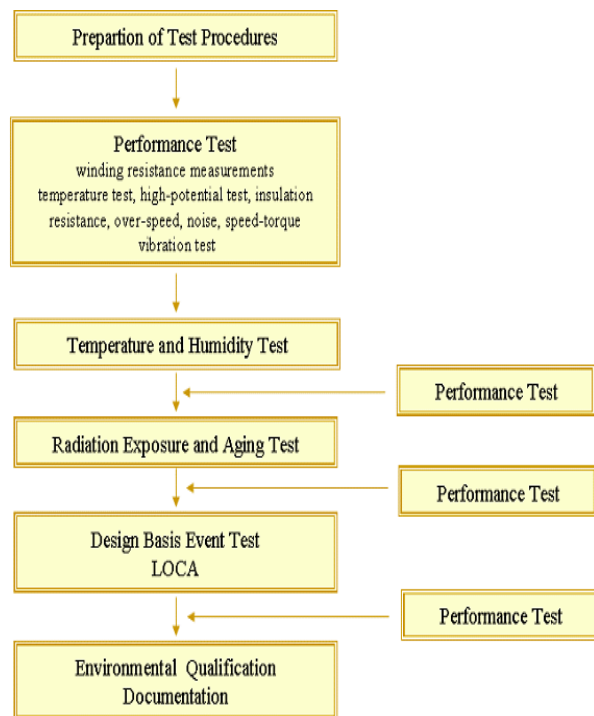 Prepartion of Test Procedures
Performance Test
winding resistance measurements
temperature test, high-potential test, insulation
resistance, over-speed, noise, speed-torque
vibration test
Temperature and Humidity Test
Performance Test
Radiation Exposure and Aging Test
Performance Test
Design Basis Event Test
LOCA
Performance Test
Environmental Qualification
Documentation